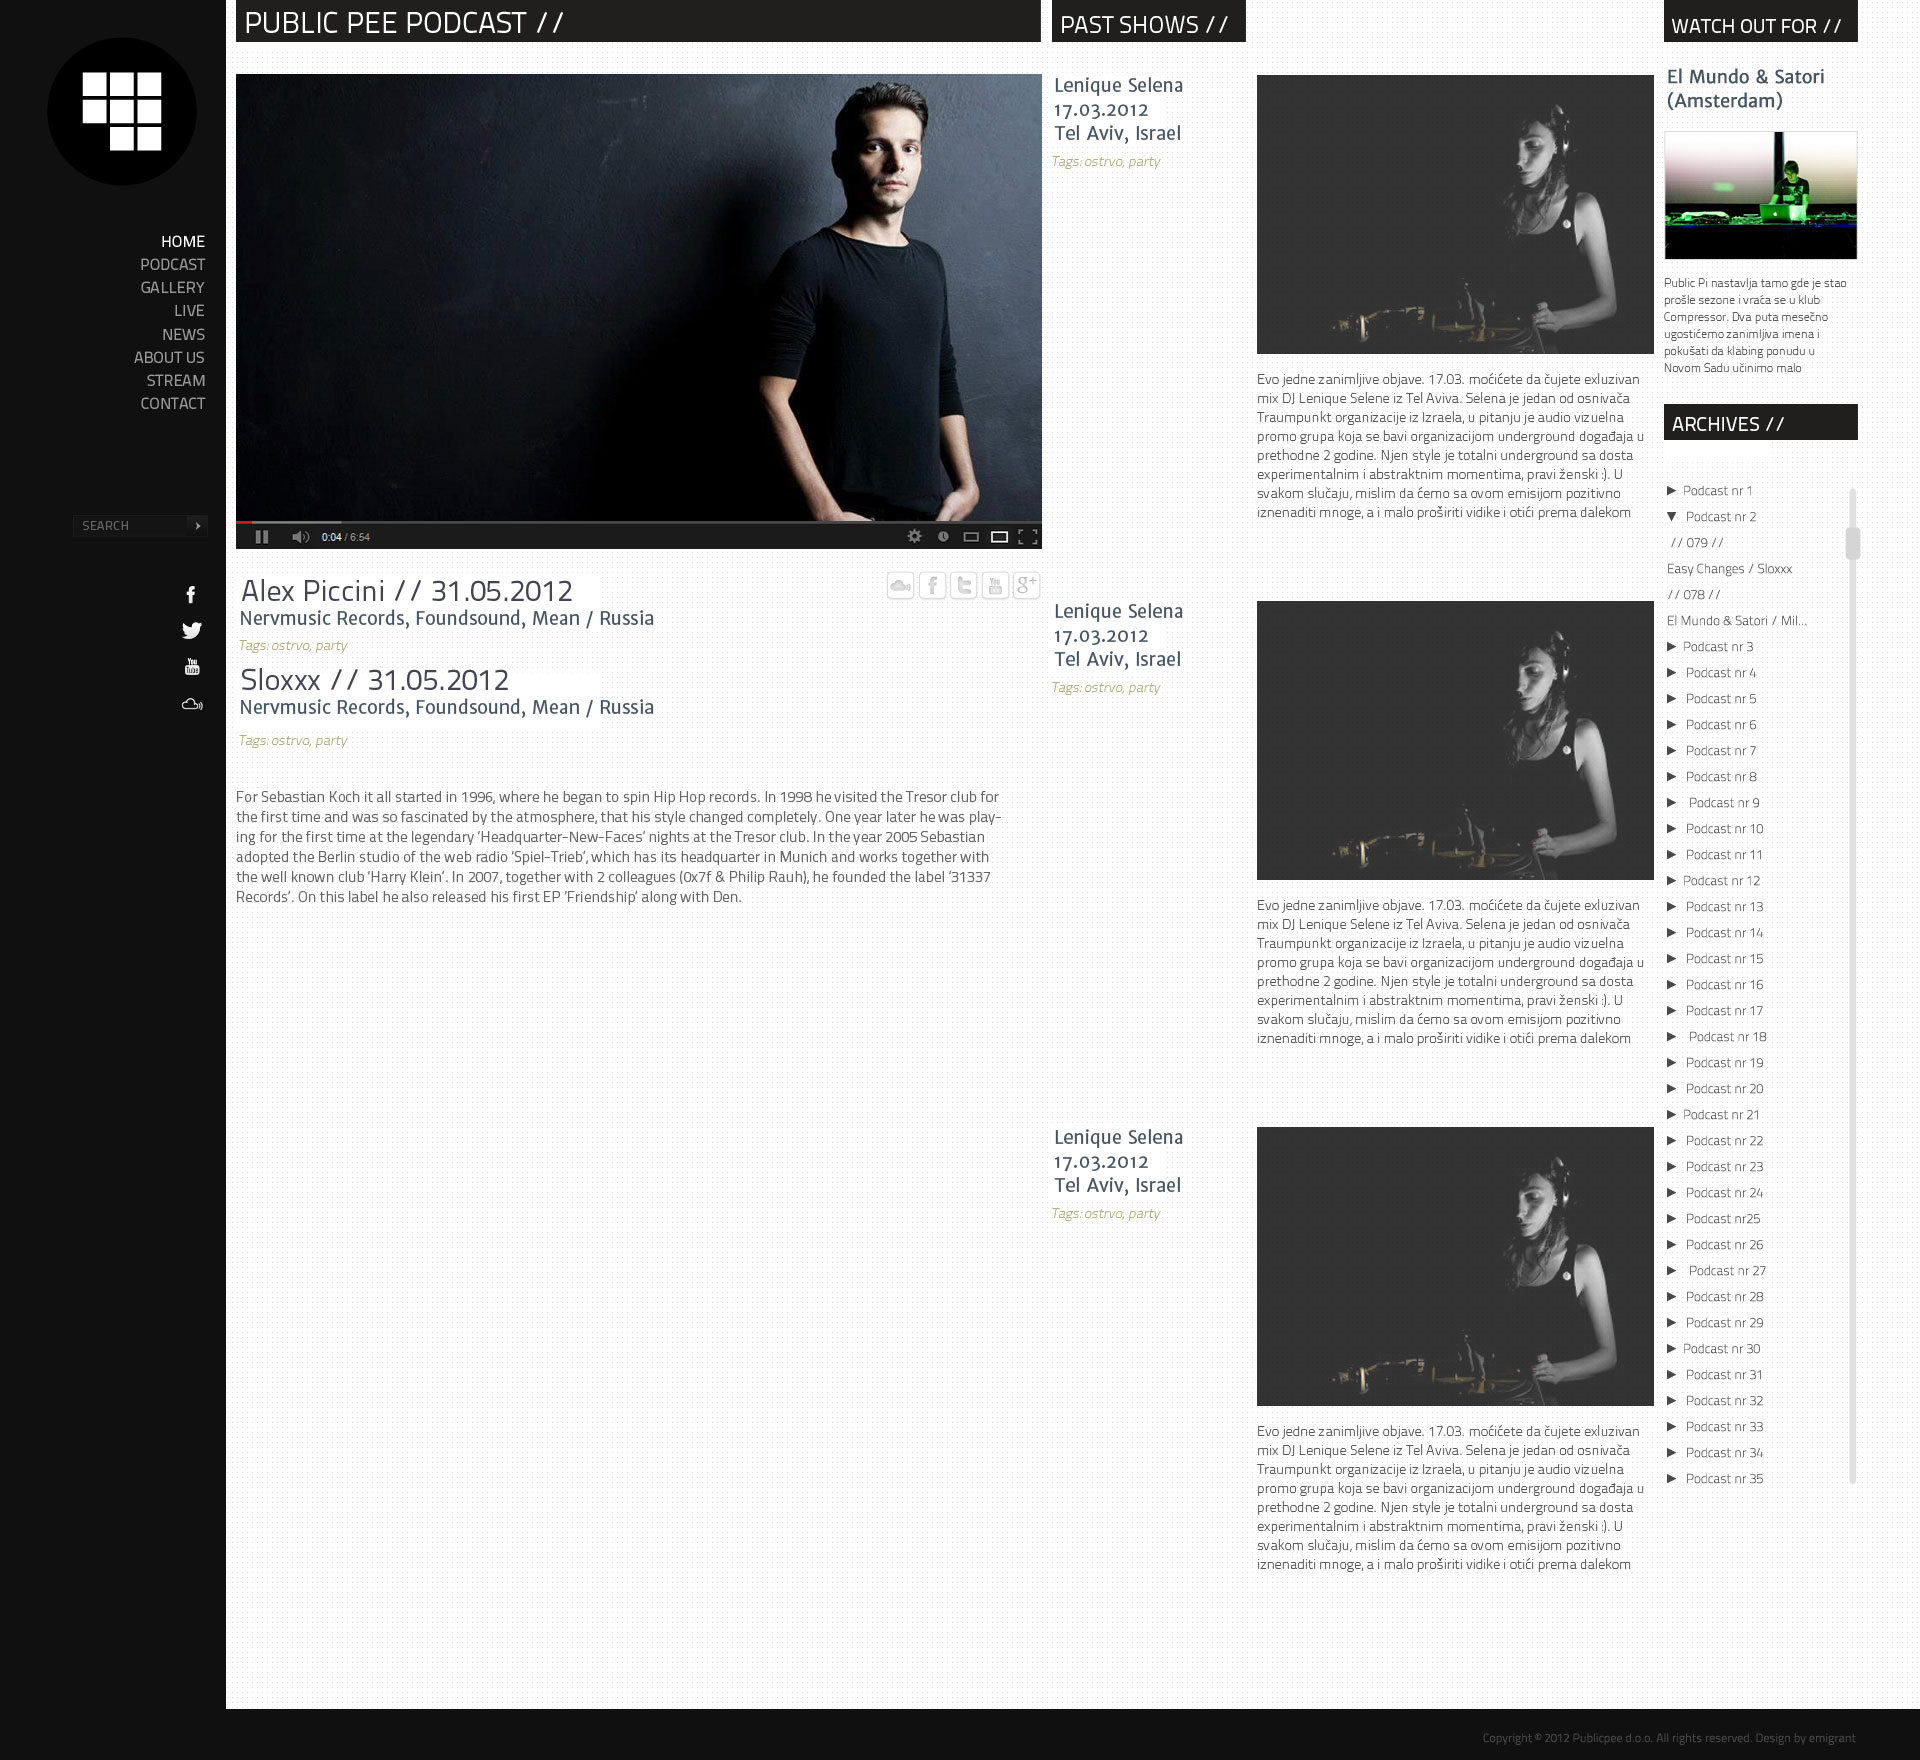 HOME
PODCAST
GALLERY
LIVE
NEWS
ABOUT US
STREAM
CONTACT
SEARCH
PUBLIC PEE PODCAST //
0:04 / 6:54
Alex Piccini // 31.05.2012
Nervmusic Records, Foundsound, Mean / Russia
Tags: ostrvo, party
Sloxxx // 31.05.2012
Nervmusic Records, Foundsound, Mean / Russia
Tags: ostrvo, party
For Sebastian Koch it all started in 1996, where he began to spin Hip Hop records. In 1998 he visited the Tresor club for
the first time and was so fascinated by the atmosphere, that his style changed completely. One year later he was play-
ing for the first time at the legendary ‘Headquarter-New-Faces’ nights at the Tresor club. In the year 2005 Sebastian
adopted the Berlin studio of the web radio ‘Spiel-Trieb’, which has its headquarter in Munich and works together with
the well known club ‘Harry Klein’. In 2007, together with 2 colleagues (0x7f & Philip Rauh), he founded the label ‘31337
Records’. On this label he also released his first EP ‘Friendship’ along with Den.
PAST SHOWS //
Lenique Selena
17.03.2012
Tel Aviv, Israel
Tags: ostrvo, party
Evo jedne zanimljive objave. 17.03. moćićete da čujete exluzivan
mix DJ Lenique Selene iz Tel Aviva. Selena je jedan od osnivača
Traumpunkt organizacije iz Izraela, u pitanju je audio vizuelna
promo grupa koja se bavi organizacijom underground događaja u
prethodne 2 godine. Njen style je totalni underground sa dosta
experimentalnim i abstraktnim momentima, pravi ženski :). U
svakom slučaju, mislim da ćemo sa ovom emisijom pozitivno
iznenaditi mnoge, a i malo proširiti vidike i otići prema dalekom
Lenique Selena
17.03.2012
Tel Aviv, Israel
Tags: ostrvo, party
Evo jedne zanimljive objave. 17.03. moćićete da čujete exluzivan
mix DJ Lenique Selene iz Tel Aviva. Selena je jedan od osnivača
Traumpunkt organizacije iz Izraela, u pitanju je audio vizuelna
promo grupa koja se bavi organizacijom underground događaja u
prethodne 2 godine. Njen style je totalni underground sa dosta
experimentalnim i abstraktnim momentima, pravi ženski :). U
svakom slučaju, mislim da ćemo sa ovom emisijom pozitivno
iznenaditi mnoge, a i malo proširiti vidike i otići prema dalekom
Lenique Selena
17.03.2012
Tel Aviv, Israel
Tags: ostrvo, party
Evo jedne zanimljive objave. 17.03. moćićete da čujete exluzivan
mix DJ Lenique Selene iz Tel Aviva. Selena je jedan od osnivača
Traumpunkt organizacije iz Izraela, u pitanju je audio vizuelna
promo grupa koja se bavi organizacijom underground događaja u
prethodne 2 godine. Njen style je totalni underground sa dosta
experimentalnim i abstraktnim momentima, pravi ženski :). U
svakom slučaju, mislim da ćemo sa ovom emisijom pozitivno
iznenaditi mnoge, a i malo proširiti vidike i otići prema dalekom
WATCH OUT FOR //
El Mundo & Satori
(Amsterdam)
Public Pi nastavlja tamo gde je stao
prošle sezone i vraća se u klub
Compressor. Dva puta mesečno
ugostićemo zanimljiva imena i
pokušati da klabing ponudu u
Novom Sadu učinimo malo
ARCHIVES //
Podcast nr 1
Podcast nr 2
// 079 //
Easy Changes / Sloxxx
// 078 //
El Mundo & Satori / Mil...
Podcast nr 3
Podcast nr 4
Podcast nr 5
Podcast nr 6
Podcast nr 7
Podcast nr 8
Podcast nr 9
Podcast nr 10
Podcast nr 11
Podcast nr 12
Podcast nr 13
Podcast nr 14
Podcast nr 15
Podcast nr 16
Podcast nr 17
Podcast nr 18
Podcast nr 19
Podcast nr 20
Podcast nr 21
Podcast nr 22
Podcast nr 23
Podcast nr 24
Podcast nr25
Podcast nr 26
Podcast nr 27
Podcast nr 28
Podcast nr 29
Podcast nr 30
Podcast nr 31
Podcast nr 32
Podcast nr 33
Podcast nr 34
Podcast nr 35
Copyright © 2012 Publicpee d.o.o. All rights reserved. Design by emigrant